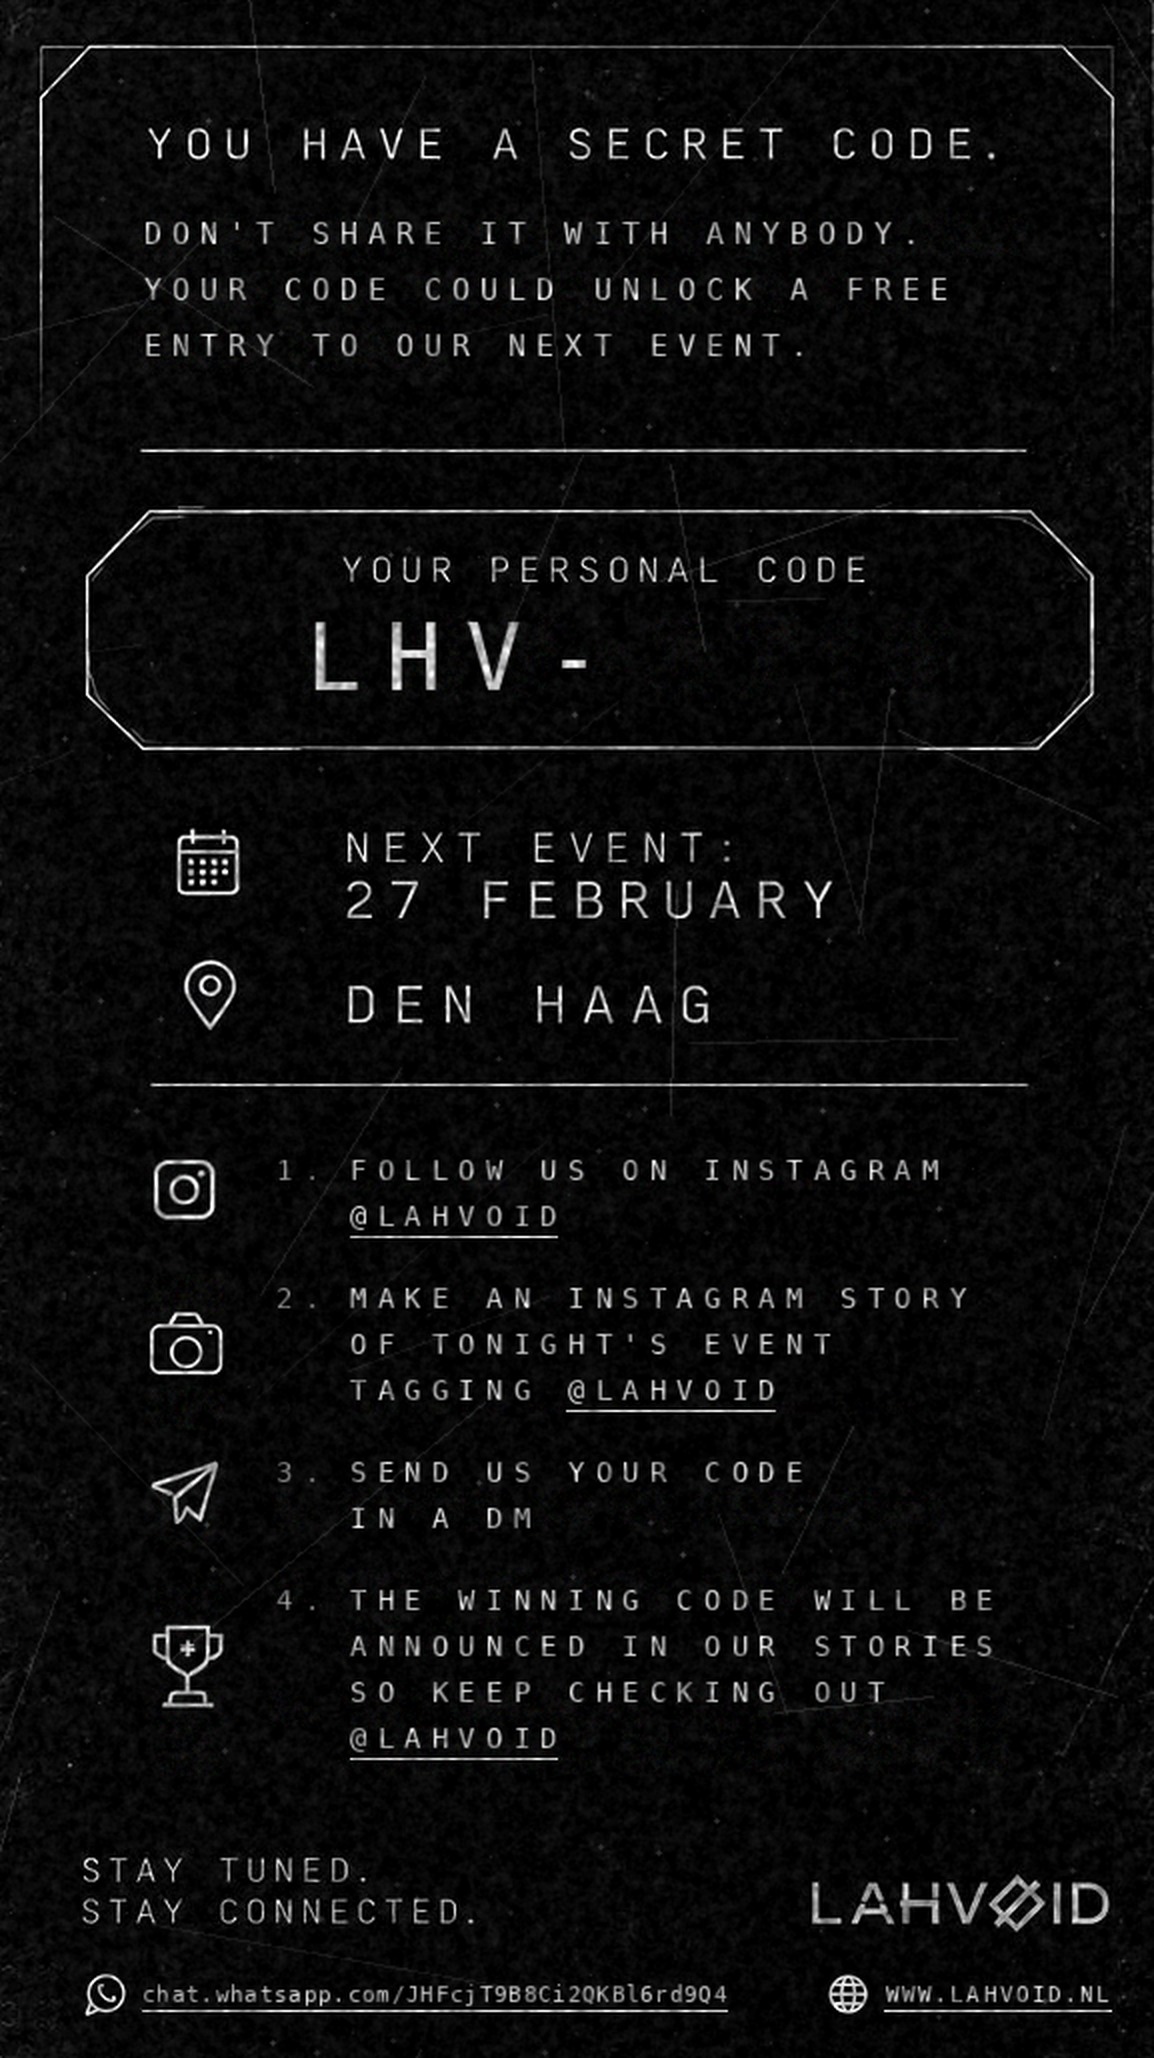 YOU HAVE A SECRET CODE.
DON'T SHARE IT WITH ANYBODY.
YOUR CODE COULD UNLOCK A FREE
ENTRY TO OUR NEXT EVENT.
YOUR PERSONAL CODE
LHV-
NEXT EVENT:
27 FEBRUARY
DEN HAAG
1. FOLLOW US ON INSTAGRAM
@LAHVOID
2. MAKE AN INSTAGRAM STORY
OF TONIGHT'S EVENT
TAGGING @LAHVOID
3. SEND US YOUR CODE
IN A DM
4. THE WINNING CODE WILL BE
ANNOUNCED IN OUR STORIES
SO KEEP CHECKING OUT
@LAHVOID
STAY TUNED.
STAY CONNECTED.
LAHVOID
chat.whatsapp.com/JHFcjT9B8Ci2QKBl6rd9Q4
WWW.LAHVOID.NL